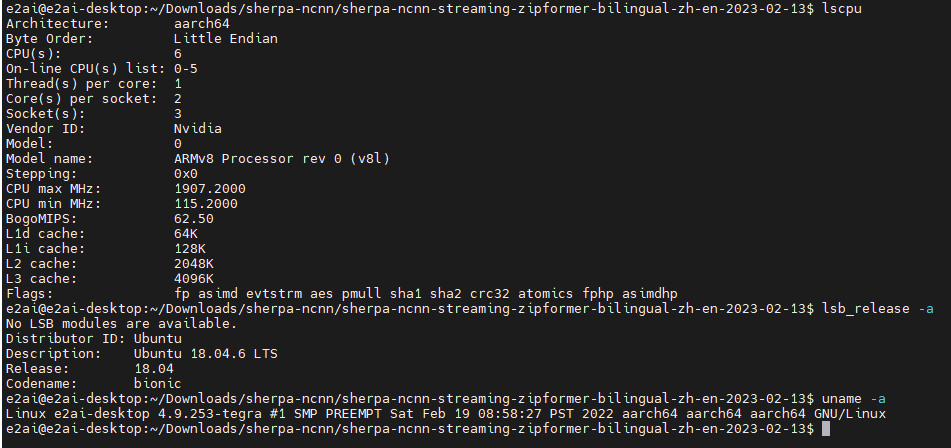 e2ai@e2ai-desktop:~/Downloads/sherpa-ncnn/sherpa-ncnn-streaming-zipformer-bilingual-zh-en-2023-02-13$ lscpu
Architecture:        aarch64
Byte Order:          Little Endian
CPU(s):              6
On-line CPU(s) list: 0-5
Thread(s) per core:  1
Core(s) per socket:  2
Socket(s):           3
Vendor ID:           Nvidia
Model:               0
Model name:          ARMv8 Processor rev 0 (v8l)
Stepping:            0x0
CPU max MHz:         1907.2000
CPU min MHz:         115.2000
BogoMIPS:            62.50
L1d cache:           64K
L1i cache:           128K
L2 cache:            2048K
L3 cache:            4096K
Flags:               fp asimd evtstrm aes pmull sha1 sha2 crc32 atomics fphp asimdhp
e2ai@e2ai-desktop:~/Downloads/sherpa-ncnn/sherpa-ncnn-streaming-zipformer-bilingual-zh-en-2023-02-13$ lsb_release -a
No LSB modules are available.
Distributor ID: Ubuntu
Description:    Ubuntu 18.04.6 LTS
Release:        18.04
Codename:       bionic
e2ai@e2ai-desktop:~/Downloads/sherpa-ncnn/sherpa-ncnn-streaming-zipformer-bilingual-zh-en-2023-02-13$ uname -a
Linux e2ai-desktop 4.9.253-tegra #1 SMP PREEMPT Sat Feb 19 08:58:27 PST 2022 aarch64 aarch64 aarch64 GNU/Linux
e2ai@e2ai-desktop:~/Downloads/sherpa-ncnn/sherpa-ncnn-streaming-zipformer-bilingual-zh-en-2023-02-13$